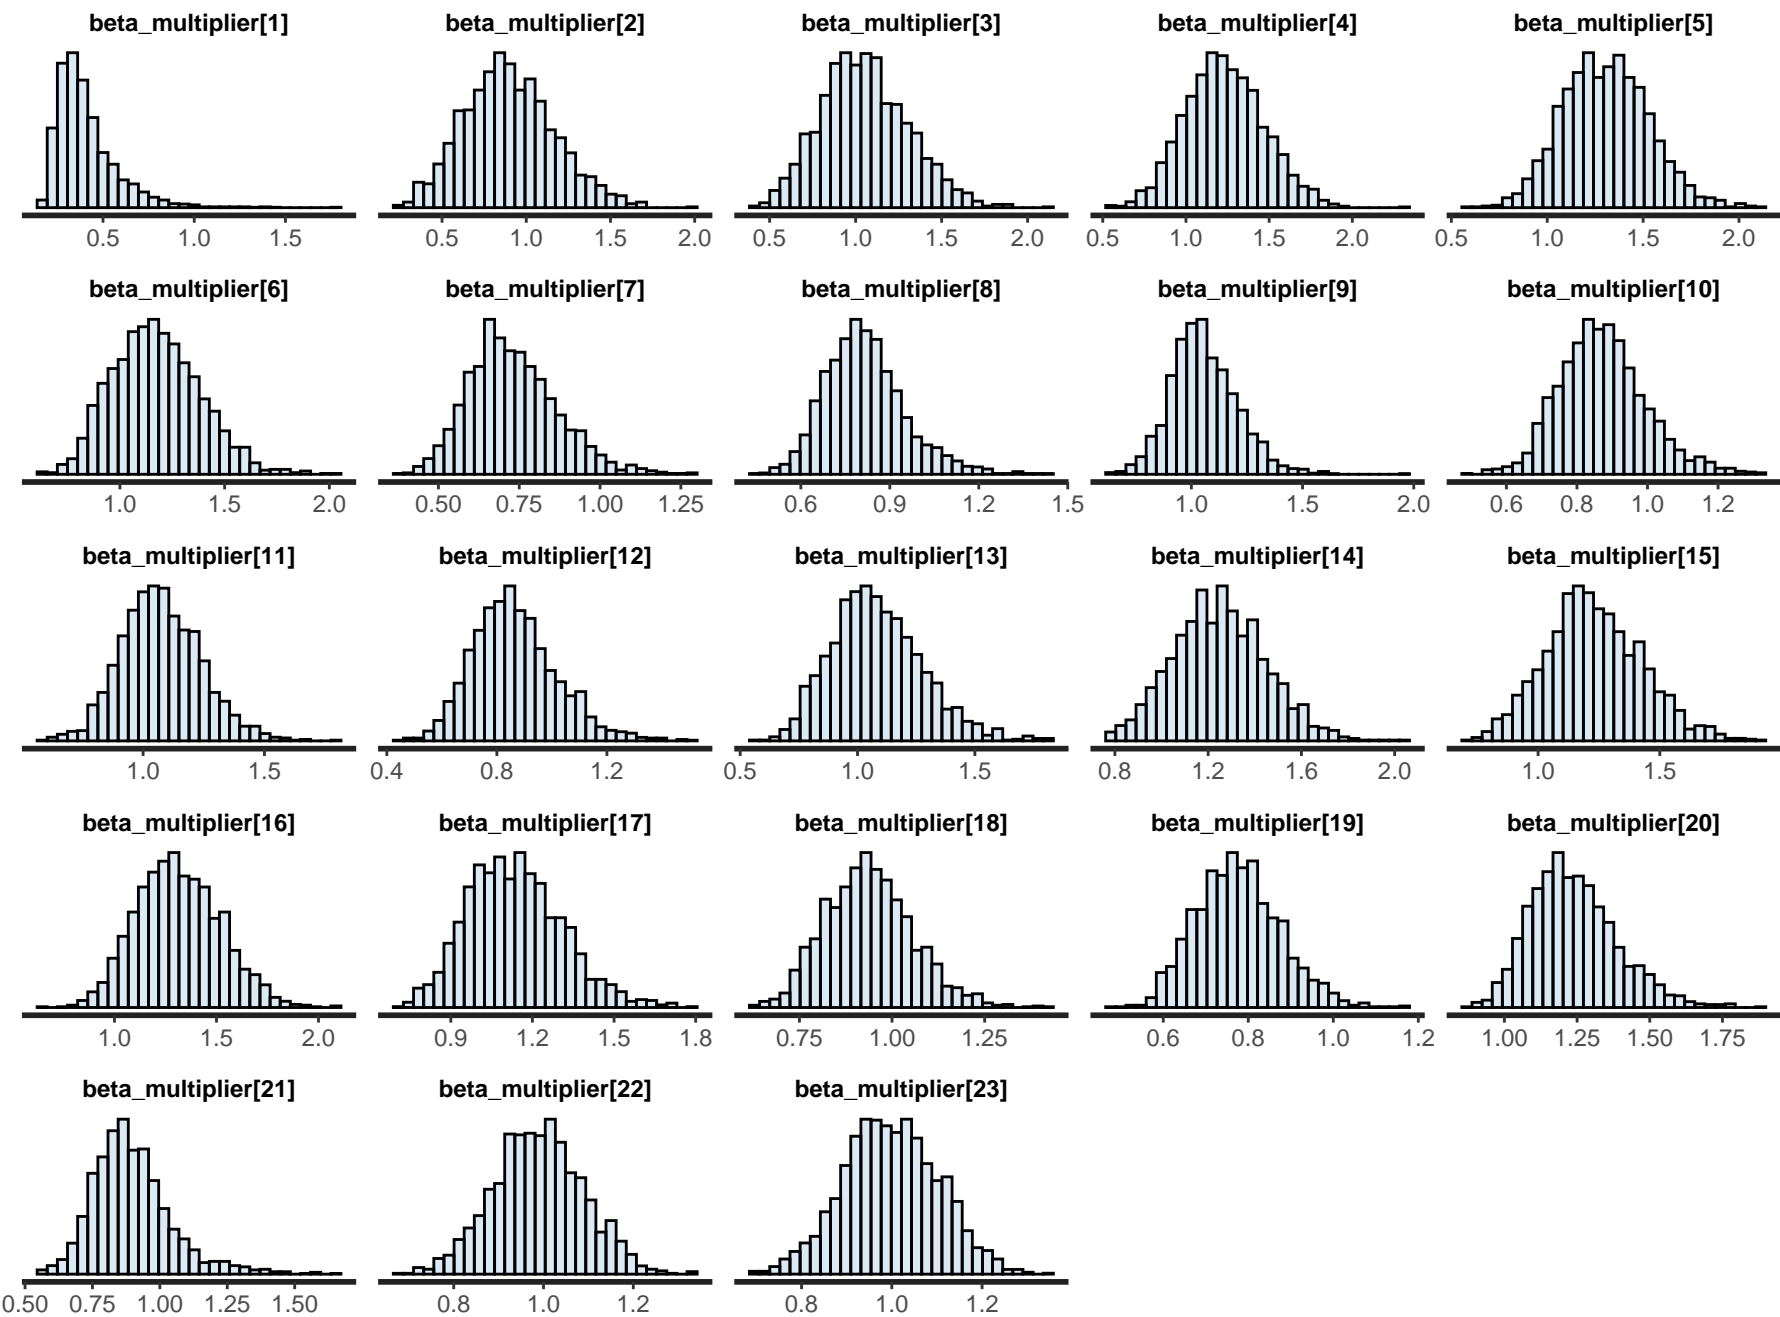 beta_multiplier[1] beta_multiplier[2] beta_multiplier[3] beta_multiplier[4] beta_multiplier[5]
0.5 1.0 1.5 0.5 1.0 1.5 2.0 0.5 1.0 1.5 2.0 0.5 1.0 1.5 2.0 0.5 1.0 1.5 2.0
beta_multiplier[6] beta_multiplier[7] beta_multiplier[8] beta_multiplier[9] beta_multiplier[10]
1.0 1.5 2.0 0.50 0.75 1.00 1.25 0.6 0.9 1.2 1.5 1.0 1.5 2.0 0.6 0.8 1.0 1.2
beta_multiplier[11] beta_multiplier[12] beta_multiplier[13] beta_multiplier[14] beta_multiplier[15]
1.0 1.5 0.4 0.8 1.2 0.5 1.0 1.5 0.8 1.2 1.6 2.0 1.0 1.5
beta_multiplier[16] beta_multiplier[17] beta_multiplier[18] beta_multiplier[19] beta_multiplier[20]
1.0 1.5 2.0 0.9 1.2 1.5 1.8 0.75 1.00 1.25 0.6 0.8 1.0 1.2 1.00 1.25 1.50 1.75
beta_multiplier[21] beta_multiplier[22] beta_multiplier[23]
0.50 0.75 1.00 1.25 1.50 0.8 1.0 1.2 0.8 1.0 1.2